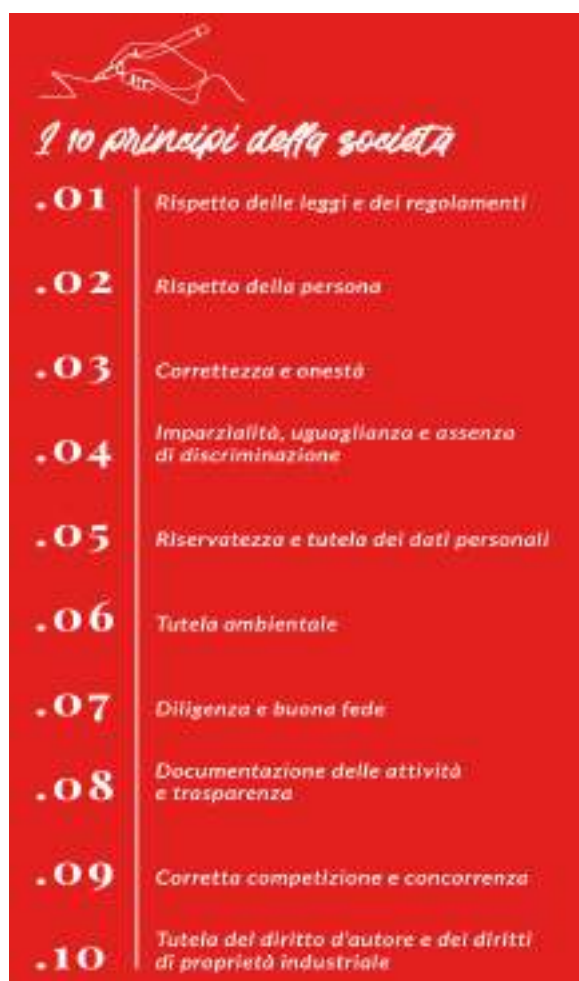 I 10 principi della società
.01 Rispetto delle leggi e dei regolamenti
.02 Rispetto della persona
.03 Correttezza e onestà
Imparzialità, uguaglianza e assenza
.04 di discriminazione
.05 Riservatezza e tutela dei dati personali
.06 Tutela ambientale
.07 Diligenza e buona fede
Documentazione delle attività
.08 e trasparenza
.09 Corretta competizione e concorrenza
Tutela del diritto d'autore e dei diritti
.10 di proprietà industriale